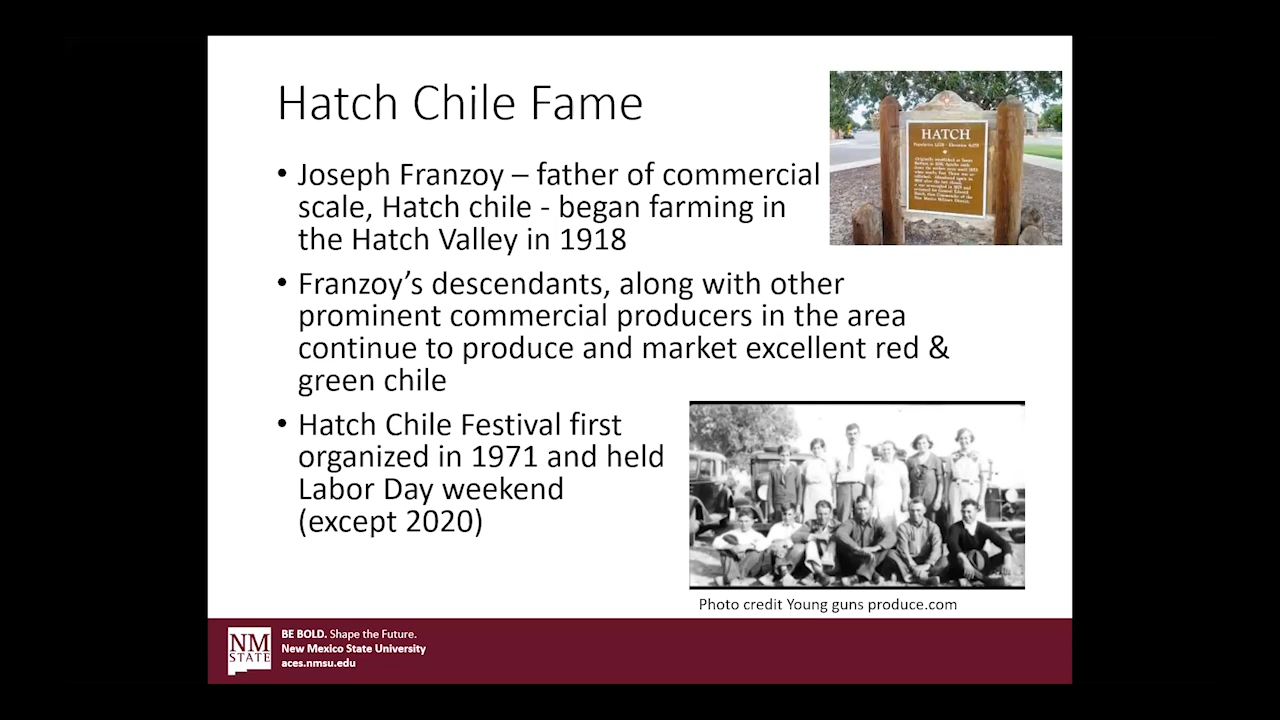 Hatch Chile Fame
• Joseph Franzoy – father of commercial
scale, Hatch chile - began farming in
the Hatch Valley in 1918
• Franzoy’s descendants, along with other
prominent commercial producers in the area
continue to produce and market excellent red &
green chile
• Hatch Chile Festival first
organized in 1971 and held
Labor Day weekend
(except 2020)
HATCH
Photo credit Young guns produce.com
NM
STATE
BE BOLD. Shape the Future.
New Mexico State University
aces.nmsu.edu